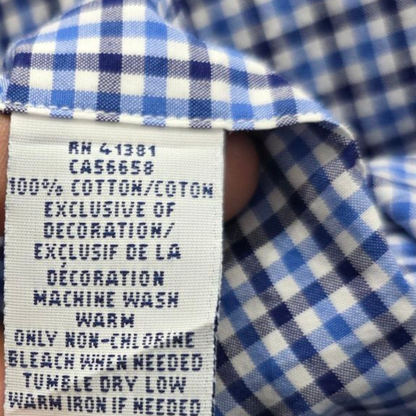 RN 41381
CA56658
100% COTTON/COTON
EXCLUSIVE OF
DECORATION/
EXCLUSIF DE LA
DÉCORATION
MACHINE WASH
WARM
ONLY NON-CHLORINE
BLEACH WHEN NEEDED
TUMBLE DRY LOW
WARM IRON IF NEEDED